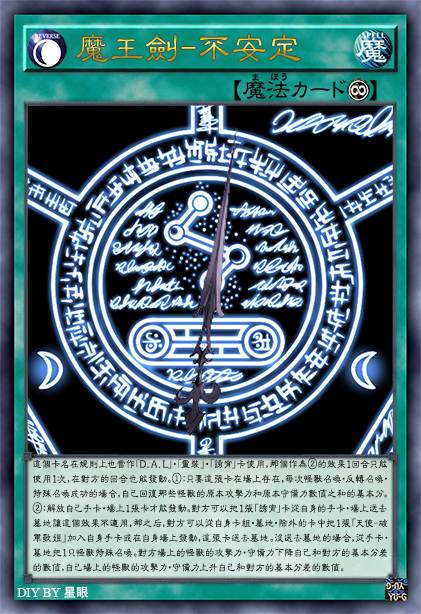 REVERSE
魔王劍-不安定
SPELL
魔
【魔法カード】
まほう
這個卡名在規則上也當作「D.A.L」・「靈裝」・「誘宵」卡使用，那個作為②的效果1回合只能
使用1次，在對方的回合也能發動。①：只要這張卡在場上存在，每次怪獸召喚・反轉召喚・
特殊召喚成功的場合，自己回復那些怪獸的原本攻擊力和原本守備力數值之和的基本分。
②：解放自己手卡・場上1張卡才能發動。對方可以把1張「誘宵」卡從自身的手卡・場上送去
墓地讓這個效果不適用，那之後，對方可以從自身卡組・墓地・除外的卡中把1張「天使-破
軍歌姬」加入自身手卡或在自身場上發動，這張卡送去墓地。沒送去墓地的場合，從手卡・
墓地把1只怪獸特殊召喚。對方場上的怪獸的攻擊力・守備力下降自己和對方的基本分差
的數值，自己場上的怪獸的攻擊力・守備力上升自己和對方的基本分差的數值。
DIY BY 星眼
YU-G